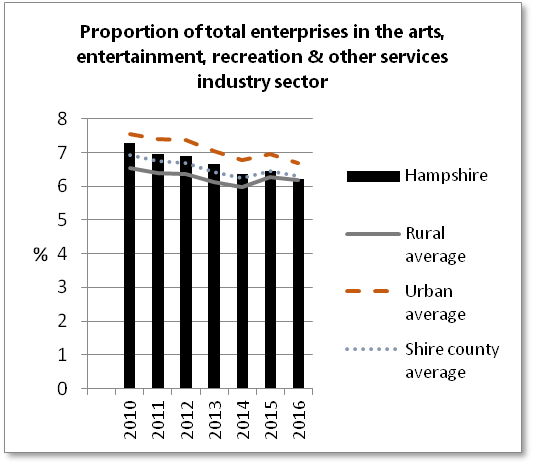 Proportion of total enterprises in the arts,
entertainment, recreation & other services
industry sector
8
7
6
5
4
3
2
1
0
%
2010
2011
2012
2013
2014
2015
2016
Hampshire
Rural
average
Urban
average
Shire county
average